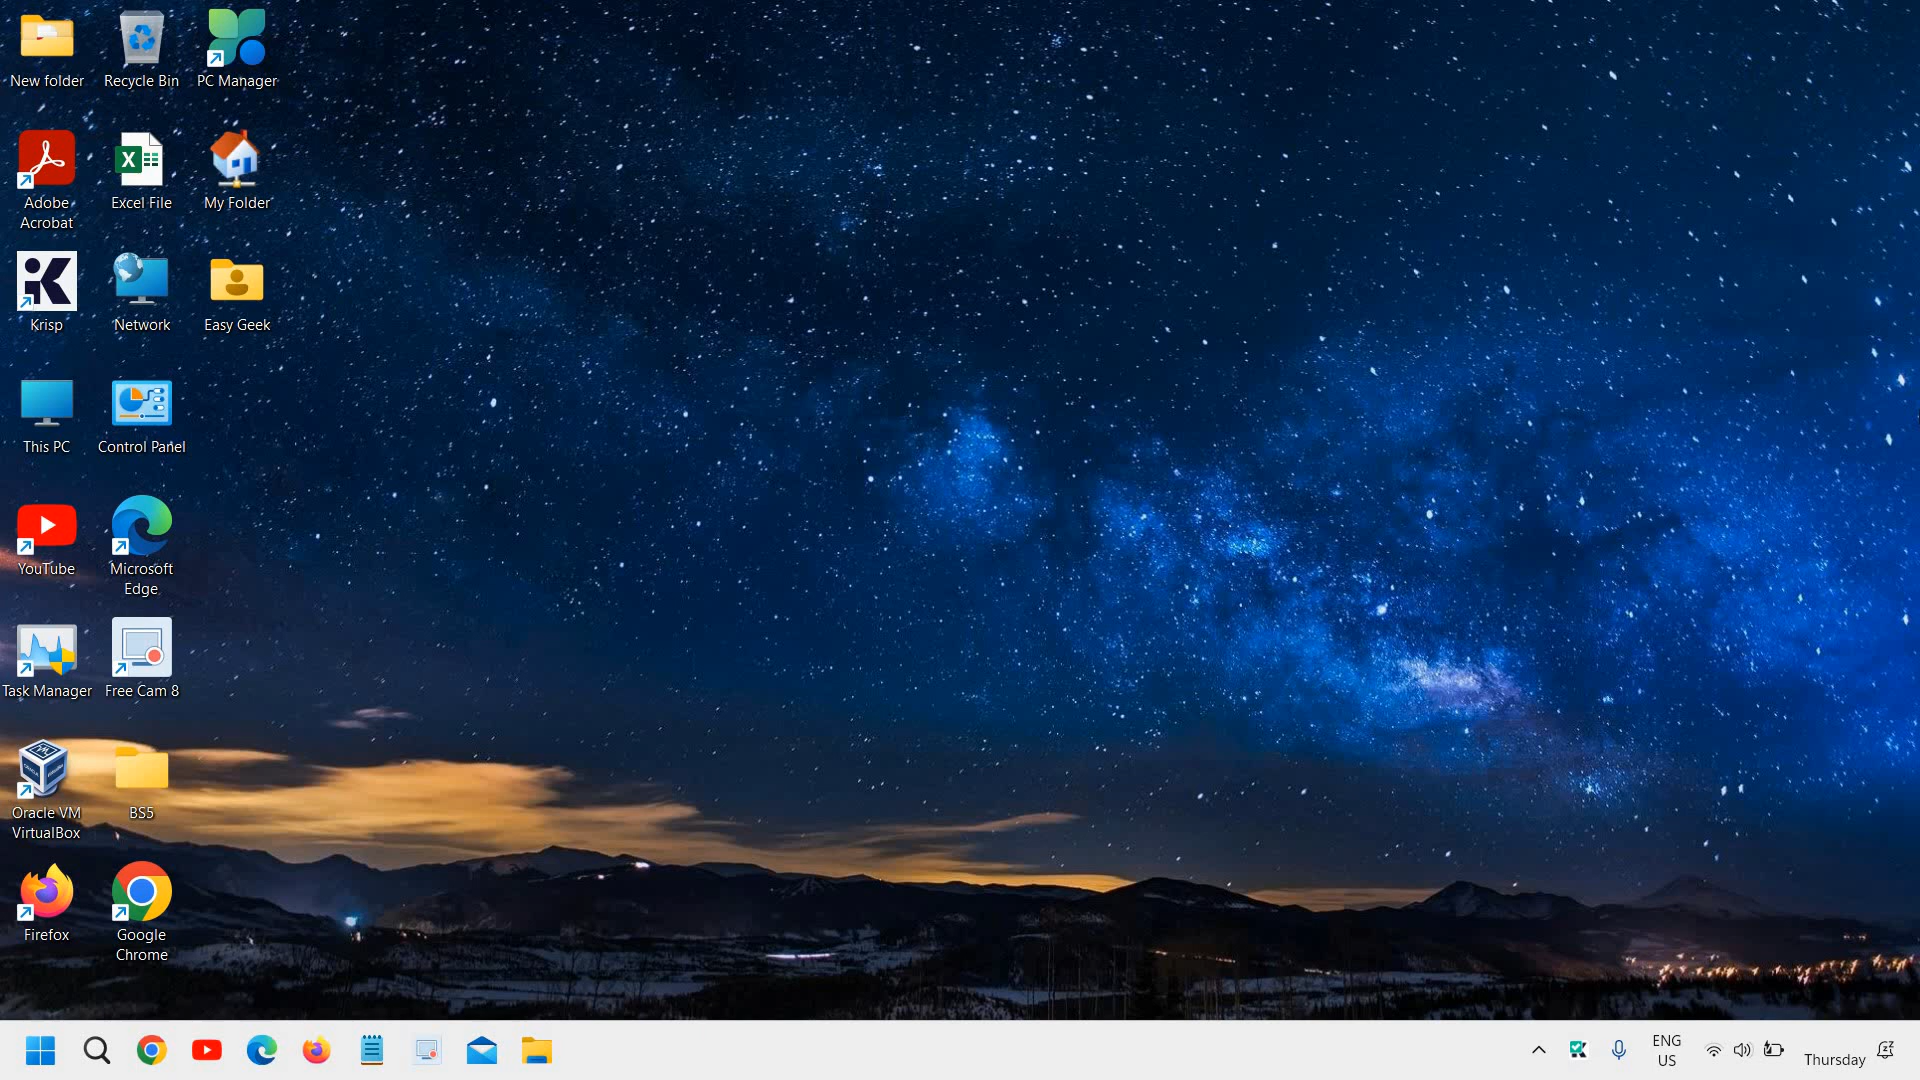 New folder
Recycle Bin
PC Manager
Adobe
Acrobat
Excel File
My Folder
Krisp
Network
Easy Geek
This PC
Control Panel
YouTube
Microsoft
Edge
Task Manager
Free Cam 8
Oracle VM
VirtualBox
BS5
Firefox
Google
Chrome
ENG
US
Thursday